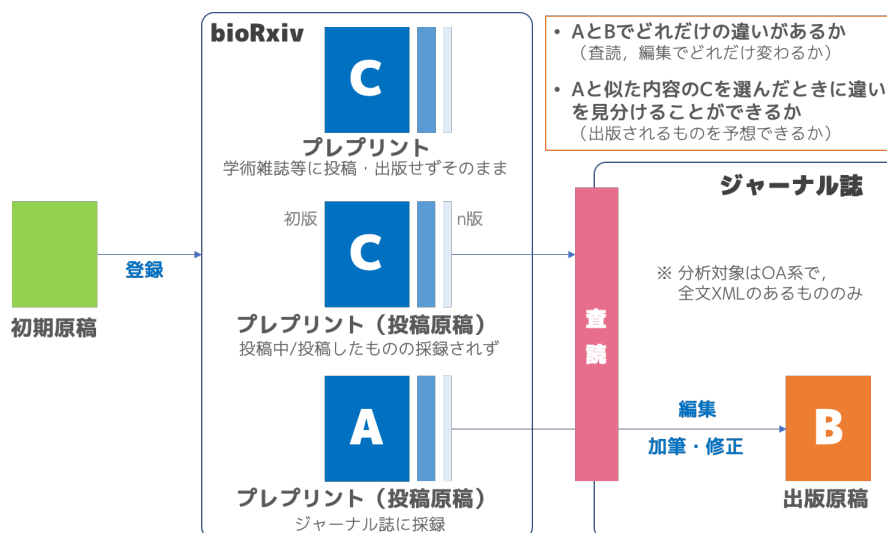 bioRxiv
C
プレプリント
学術雑誌等に投稿・出版せずそのまま
初版
n版
C
プレプリント（投稿原稿）
投稿中/投稿したものの採録されず
A
プレプリント（投稿原稿）
ジャーナル誌に採録
初期原稿
登録
• AとBでどれだけの違いがあるか
（査読，編集でどれだけ変わるか）
• Aと似た内容のCを選んだときに違い
を見分けることができるか
（出版されるものを予想できるか）
ジャーナル誌
※ 分析対象はOA系で，
全文XMLのあるもののみ
査読
編集
加筆・修正
B
出版原稿